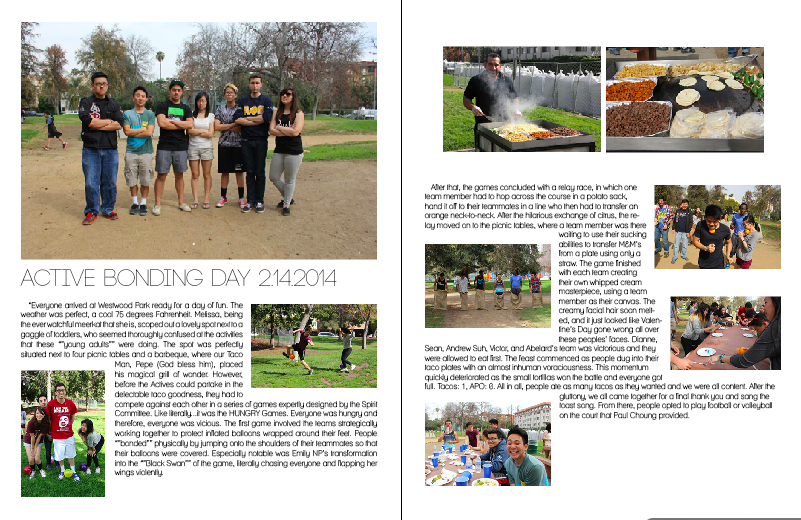 ACTIVE BONDING DAY 2.14.2014
"Everyone arrived at Westwood Park ready for a day of fun. The
weather was perfect, a cool 75 degrees Fahrenheit. Melissa, being
the ever watchful meerkat that she is, scoped out a lovely spot next to a
gaggle of toddlers, who seemed thoroughly confused at the activities
that these ""young adults"" were doing. The spot was perfectly
situated next to four picnic tables and a barbeque, where our Taco
Man, Pepe (God bless him), placed
his magical grill of wonder. However,
before the Actives could partake in the
delectable taco goodness, they had to
compete against each other in a series of games expertly designed by the Spirit
Committee. Like literally...it was the HUNGRY Games. Everyone was hungry and
therefore, everyone was vicious. The first game involved the teams strategically
working together to protect inflated balloons wrapped around their feet. People
""bonded"" physically by jumping onto the shoulders of their teammates so that
their balloons were covered. Especially notable was Emily NP's transformation
into the ""Black Swan"" of the game, literally chasing everyone and flapping her
wings violently.
After that, the games concluded with a relay race, in which one
team member had to hop across the course in a potato sack,
hand it off to their teammates in a line who then had to transfer an
orange neck-to-neck. After the hilarious exchange of citrus, the re-
lay moved on to the picnic tables, where a team member was there
waiting to use their sucking
abilities to transfer M&M's
from a plate using only a
straw. The game finished
with each team creating
their own whipped cream
masterpiece, using a team
member as their canvas. The
creamy facial hair soon melt-
ed, and it just looked like Valen-
tine's Day gone wrong all over
these peoples' faces. Dianne,
Sean, Andrew Suh, Victor, and Abelard's team was victorious and they
were allowed to eat first. The feast commenced as people dug into their
taco plates with an almost inhuman voraciousness. This momentum
quickly deteriorated as the small tortillas won the battle and everyone got
full. Tacos: 1, APO: 0. All in all, people ate as many tacos as they wanted and we were all content. After the
gluttony, we all came together for a final thank you and sang the
toast song. From there, people opted to play football or volleyball
on the court that Paul Choung provided.